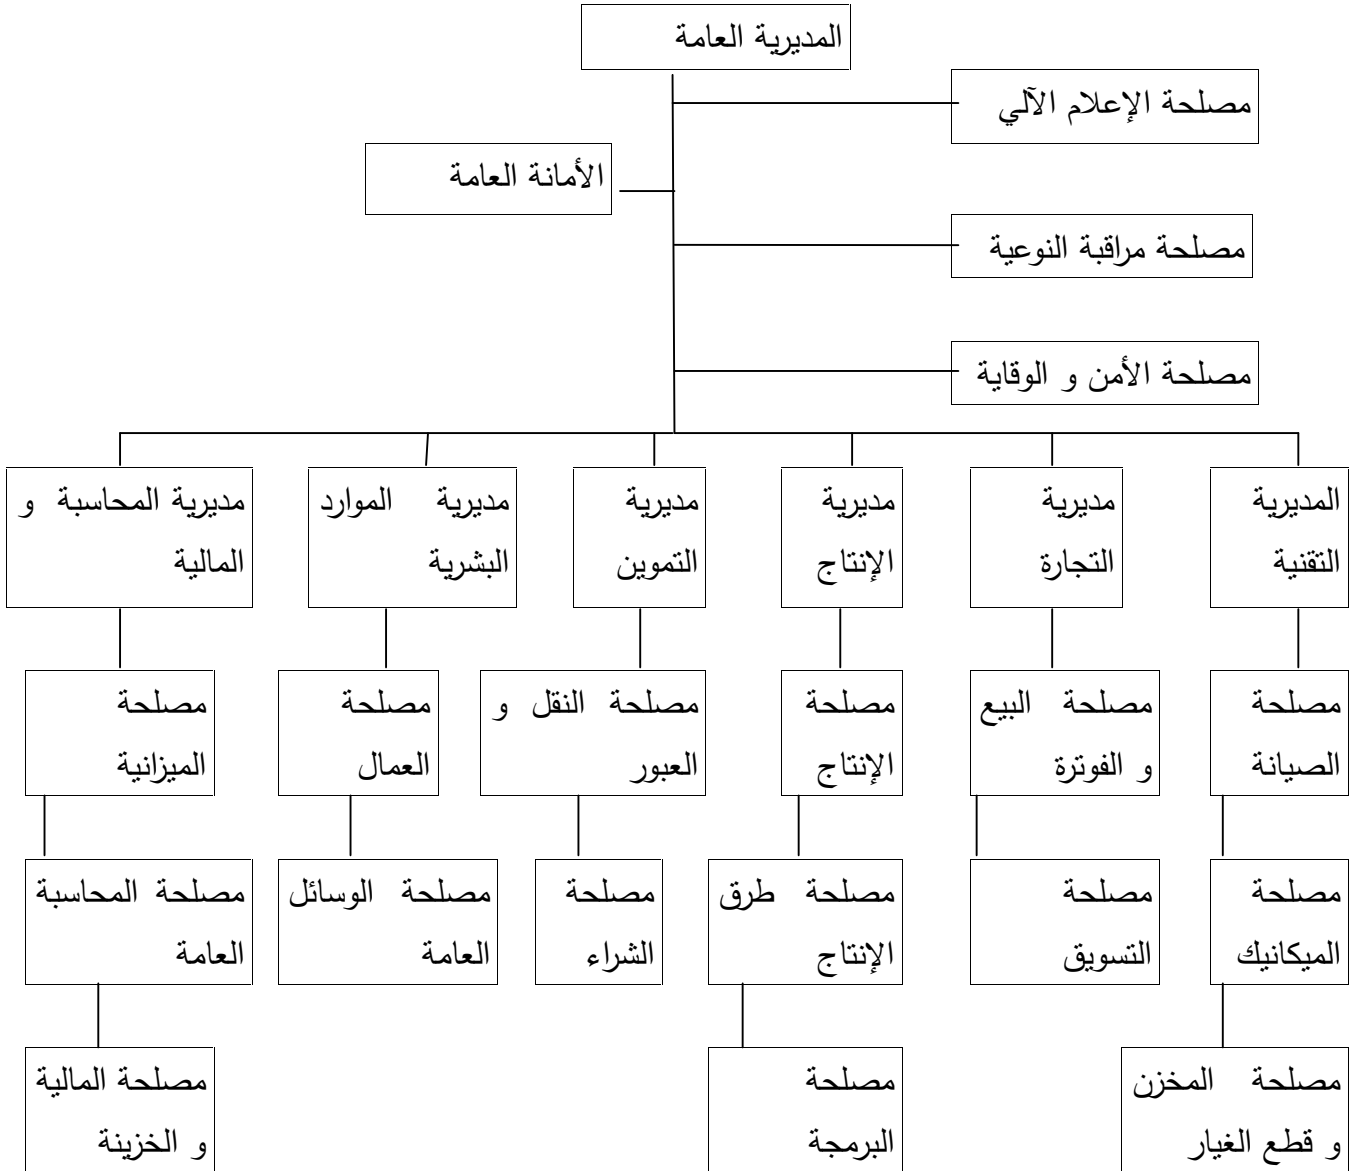 المديرية العامة
مصلحة الإعلام الآلي
الأمانة العامة
مصلحة مراقبة النوعية
مصلحة الأمن و الوقاية
المديرية
التقنية
مديرية
التجارة
مديرية
الإنتاج
مديرية
التموين
مديرية الموارد
البشرية
مديرية المحاسبة و
المالية
مصلحة
الصيانة
مصلحة البيع
و الفوترة
مصلحة
الإنتاج
مصلحة النقل و
العبور
مصلحة
العمال
مصلحة
الميزانية
مصلحة
الميكانيك
مصلحة
التسويق
مصلحة طرق
الإنتاج
مصلحة
الشراء
مصلحة الوسائل
العامة
مصلحة المحاسبة
العامة
مصلحة المخزن
و قطع الغيار
مصلحة
البرمجة
مصلحة المالية
و الخزينة